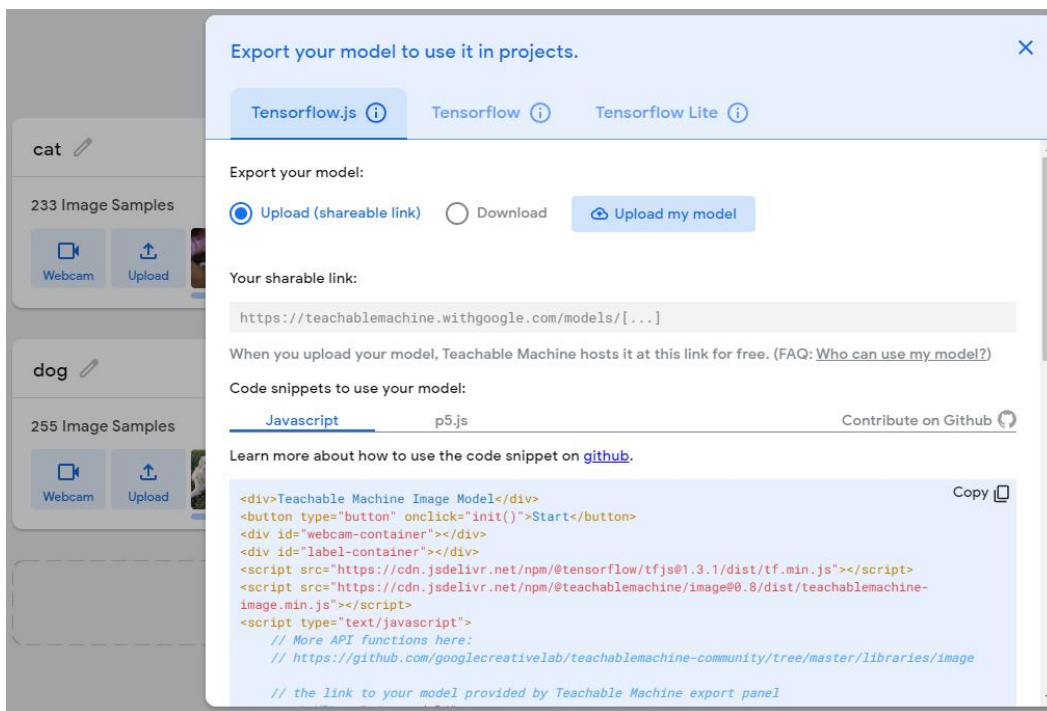 Export your model to use it in projects.
Tensorflow.js
Tensorflow
Tensorflow Lite
cat
233 Image Samples
Webcam
Upload
dog
255 Image Samples
Webcam
Upload
Export your model:
Upload (shareable link)
Download
Upload my model
Your sharable link:
https://teachablemachine.withgoogle.com/models/[...]
When you upload your model, Teachable Machine hosts it at this link for free. (FAQ: Who can use my model?)
Code snippets to use your model:
Javascript
p5.js
Contribute on Github
Learn more about how to use the code snippet on github.
Copy
<div>Teachable Machine Image Model</div>
<button type="button" onclick="init()">Start</button>
<div id="webcam-container"></div>
<div id="label-container"></div>
<script src="https://cdn.jsdelivr.net/npm/@tensorflow/tfjs@1.3.1/dist/tf.min.js"></script>
<script src="https://cdn.jsdelivr.net/npm/@teachablemachine/image@0.8/dist/teachablemachine-
image.min.js"></script>
<script type="text/javascript">
// More API functions here:
// https://github.com/googlecreativelab/teachablemachine-community/tree/master/libraries/image
// the link to your model provided by Teachable Machine export panel